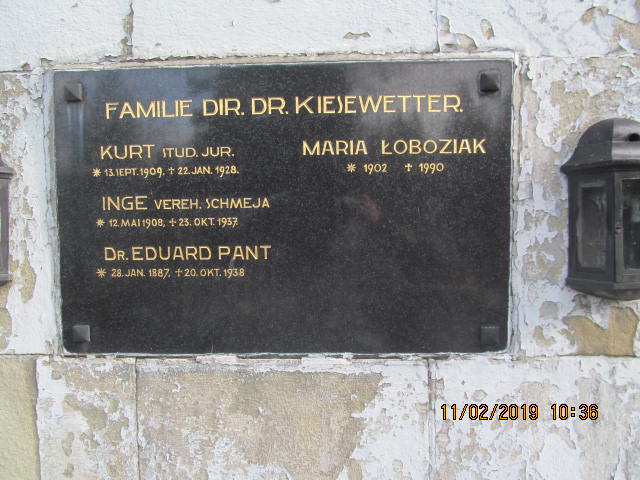 FAMILIE DIR. DR. KIESEWETTER.
KURT STUD. JUR.
* 13. SEPT. 1909. + 22. JAN. 1928.
INGE VEREH. SCHMEJA
* 12. MAI 1908, + 23. OKT. 1937.
DR. EDUARD PANT
* 28. JAN. 1887, + 20. OKT. 1938
MARIA ŁOBOZIAK
* 1902 + 1990
11/02/2019 10:36